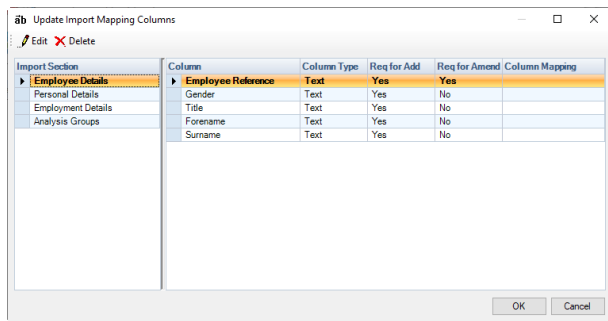 äb Update Import Mapping Columns
Edit Delete
Import Section Column Column Type Req for Add Req for Amend Column Mapping
Employee Details Employee Reference Text Yes Yes
Personal Details Gender Text Yes No
Employment Details Title Text Yes No
Analysis Groups Forename Text Yes No
Surname Text Yes No
OK Cancel